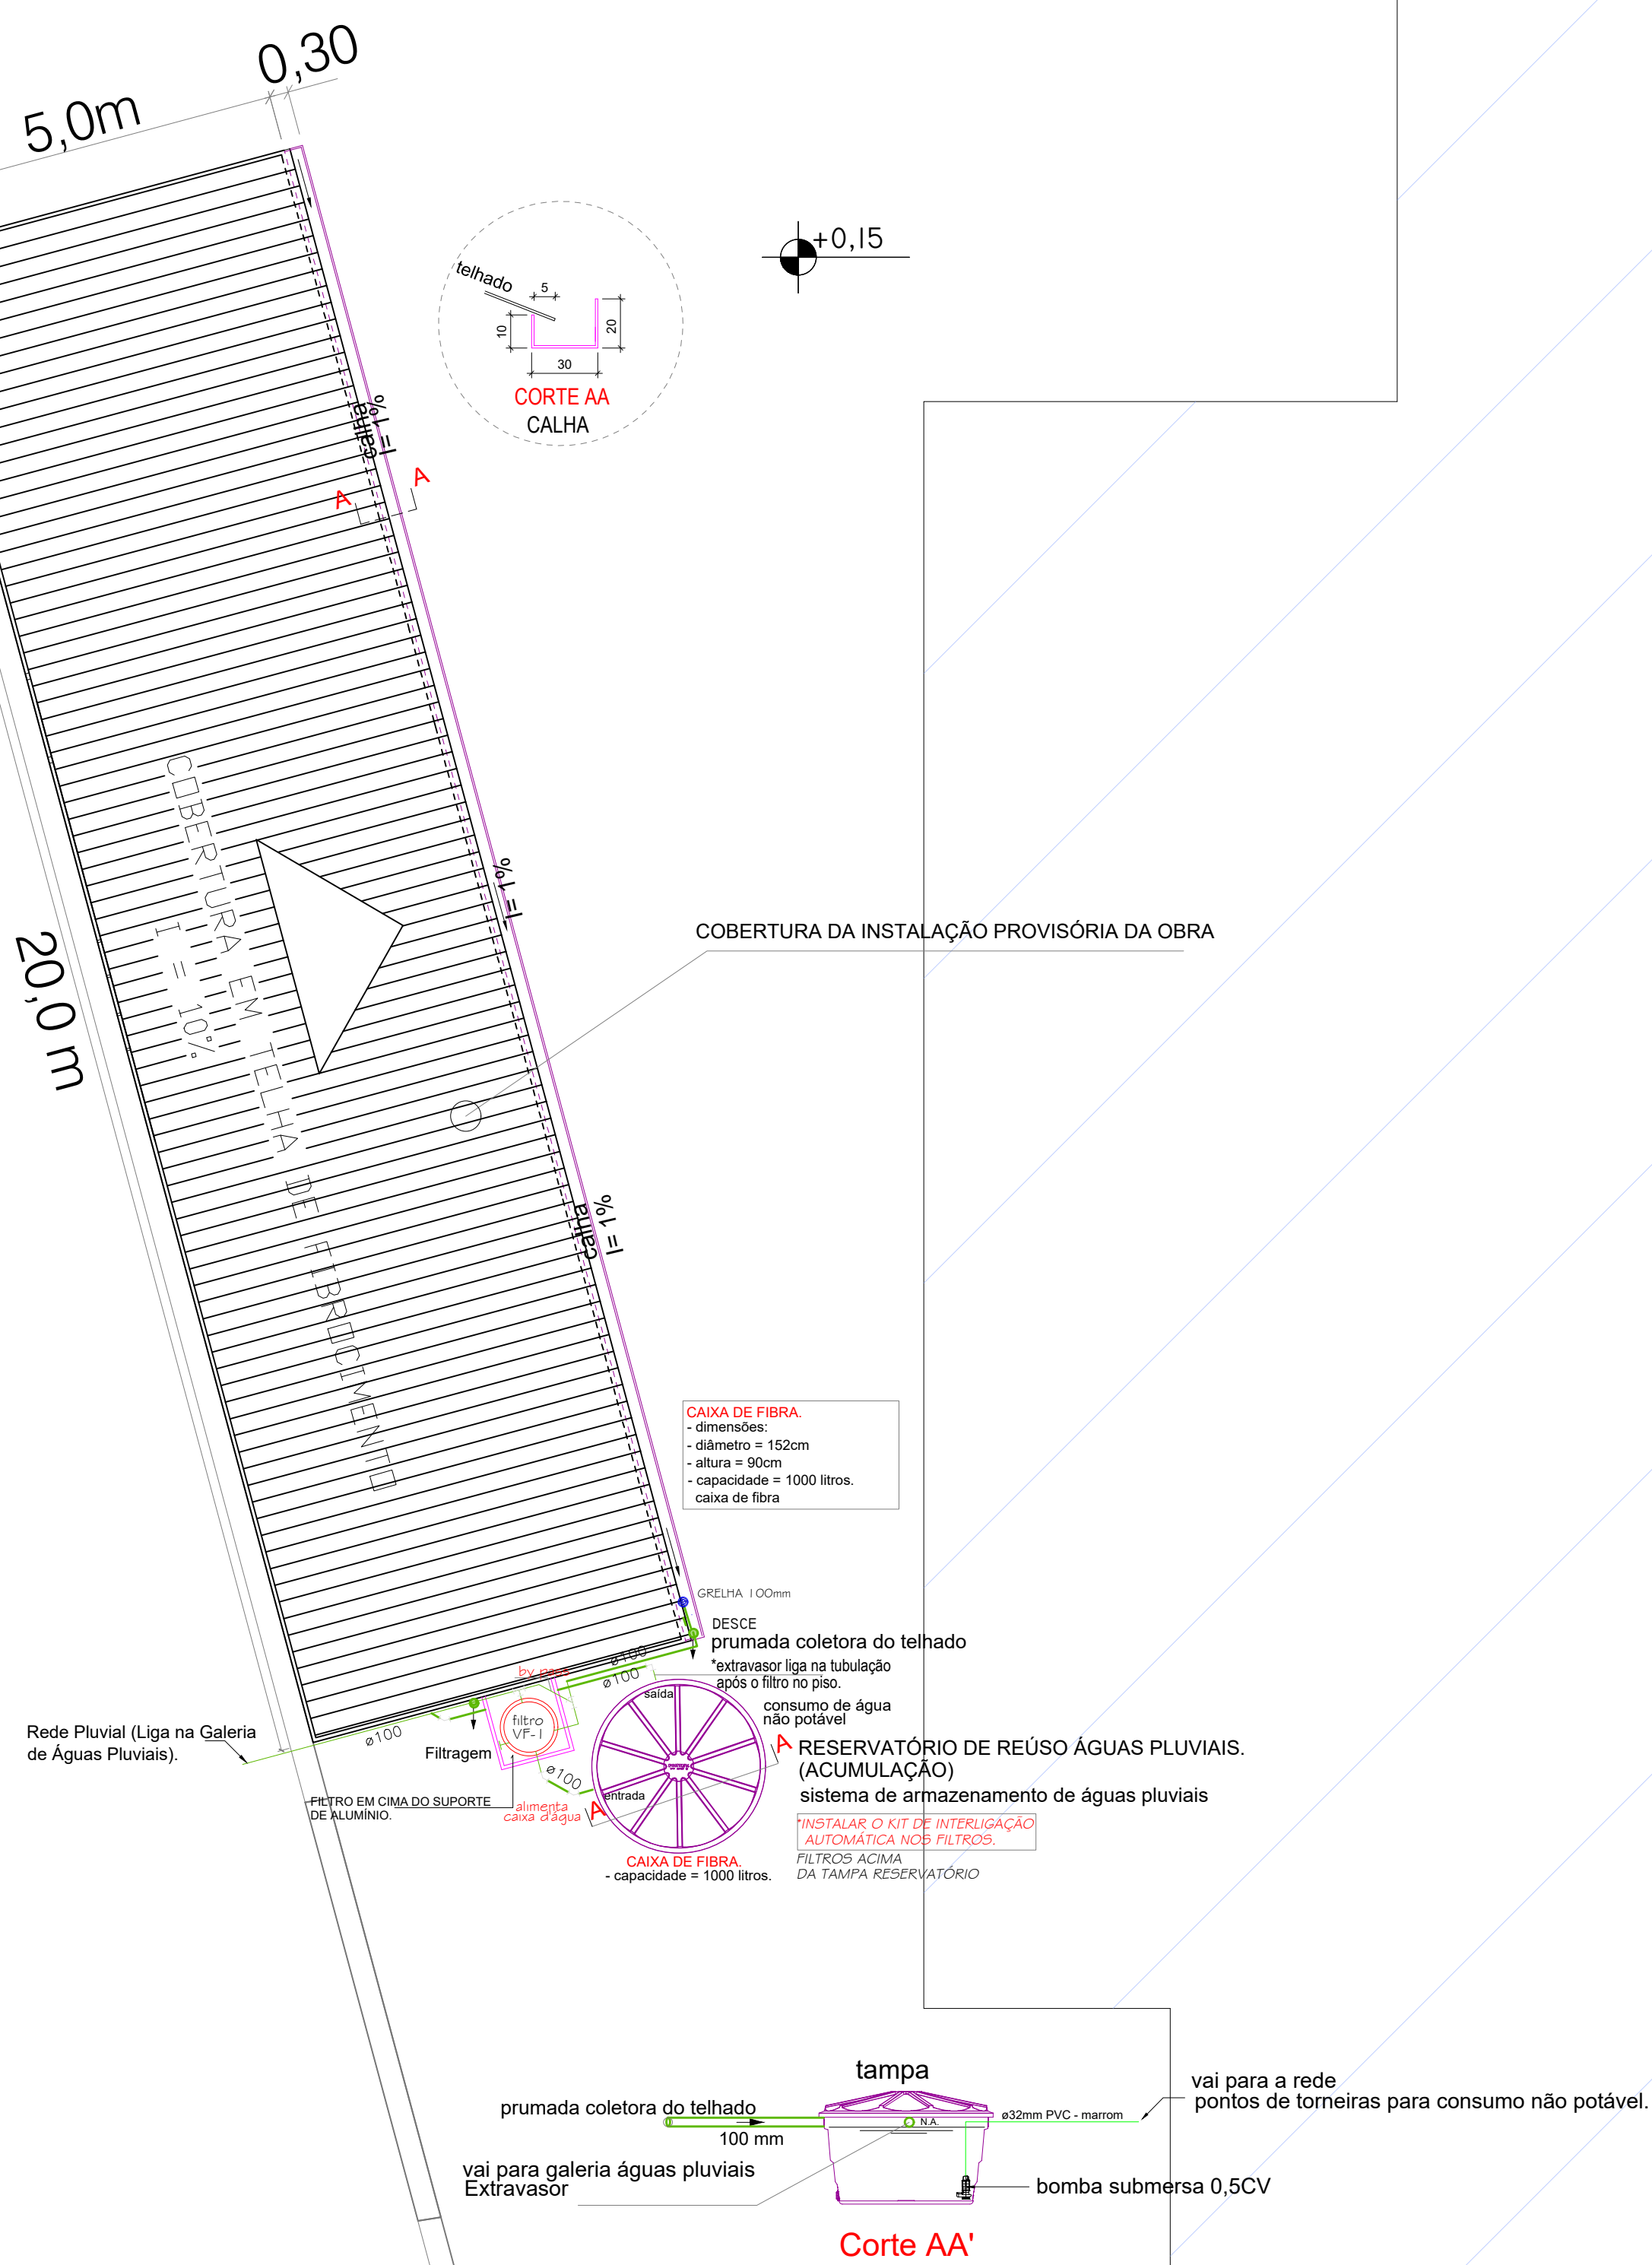 0,30
5,0m
+0,15
telhado
5
10
20
30
CORTE AA
CALHA
calha
I= 1%
A
A
I= 1%
COBERTURA EM TELHA DE FIBROCIMENTO
I = 10%
20,0 m
COBERTURA DA INSTALAÇÃO PROVISÓRIA DA OBRA
calha
I= 1%
CAIXA DE FIBRA.
- dimensões:
- diâmetro = 152cm
- altura = 90cm
- capacidade = 1000 litros.
caixa de fibra
GRELHA 100mm
DESCE
prumada coletora do telhado
*extravasor liga na tubulação
após o filtro no piso.
ø100
ø100
by pass
saída
consumo de água
não potável
filtro
VF-1
Rede Pluvial (Liga na Galeria
de Águas Pluviais).
ø100
Filtragem
A
RESERVATÓRIO DE REÚSO ÁGUAS PLUVIAIS.
(ACUMULAÇÃO)
sistema de armazenamento de águas pluviais
ø100
entrada
FILTRO EM CIMA DO SUPORTE
DE ALUMÍNIO.
alimenta
caixa d'água
A
*INSTALAR O KIT DE INTERLIGAÇÃO
AUTOMÁTICA NOS FILTROS.
FILTROS ACIMA
DA TAMPA RESERVATÓRIO
CAIXA DE FIBRA.
- capacidade = 1000 litros.
tampa
vai para a rede
pontos de torneiras para consumo não potável.
prumada coletora do telhado
100 mm
N.A.
ø32mm PVC - marrom
vai para galeria águas pluviais
Extravasor
bomba submersa 0,5CV
Corte AA'